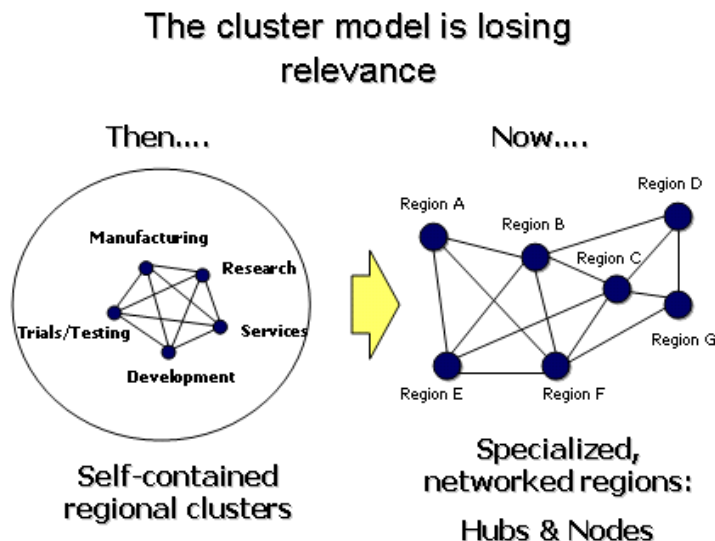 The cluster model is losing
relevance
Then....
Manufacturing
Research
Trials/Testing
Services
Development
Self-contained
regional clusters
Now....
Region D
Region A
Region B
Region C
Region G
Region E
Region F
Specialized,
networked regions:
Hubs & Nodes